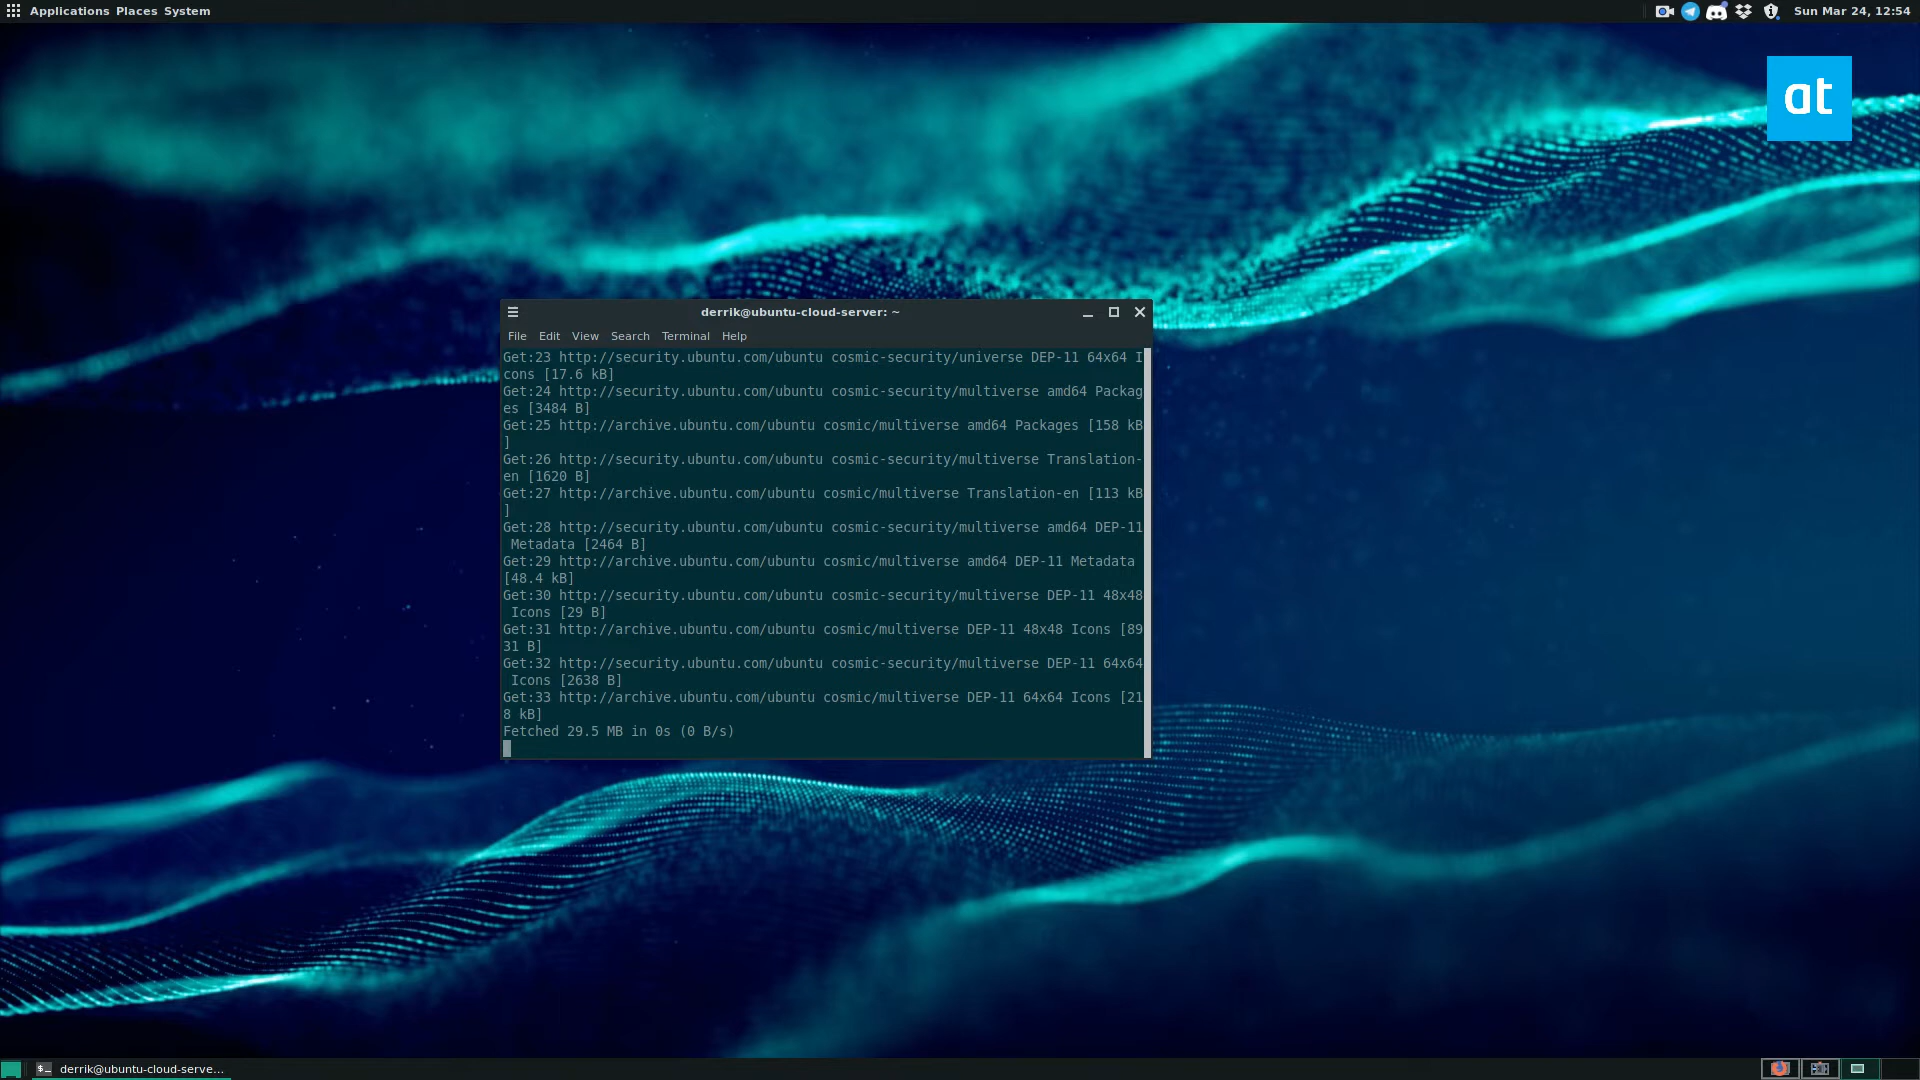 Applications Places System
Sun Mar 24, 12:54
at
derrik@ubuntu-cloud-server: ~
File Edit View Search Terminal Help
Get:23 http://security.ubuntu.com/ubuntu cosmic-security/universe DEP-11 64x64 I
cons [17.6 kB]
Get:24 http://security.ubuntu.com/ubuntu cosmic-security/multiverse amd64 Packag
es [3484 B]
Get:25 http://archive.ubuntu.com/ubuntu cosmic/multiverse amd64 Packages [158 kB
]
Get:26 http://security.ubuntu.com/ubuntu cosmic-security/multiverse Translation-
en [1620 B]
Get:27 http://archive.ubuntu.com/ubuntu cosmic/multiverse Translation-en [113 kB
]
Get:28 http://security.ubuntu.com/ubuntu cosmic-security/multiverse amd64 DEP-11
Metadata [2464 B]
Get:29 http://archive.ubuntu.com/ubuntu cosmic/multiverse amd64 DEP-11 Metadata
[48.4 kB]
Get:30 http://security.ubuntu.com/ubuntu cosmic-security/multiverse DEP-11 48x48
Icons [29 B]
Get:31 http://archive.ubuntu.com/ubuntu cosmic/multiverse DEP-11 48x48 Icons [89
31 B]
Get:32 http://security.ubuntu.com/ubuntu cosmic-security/multiverse DEP-11 64x64
Icons [2638 B]
Get:33 http://archive.ubuntu.com/ubuntu cosmic/multiverse DEP-11 64x64 Icons [21
8 kB]
Fetched 29.5 MB in 0s (0 B/s)
derrik@ubuntu-cloud-serve…